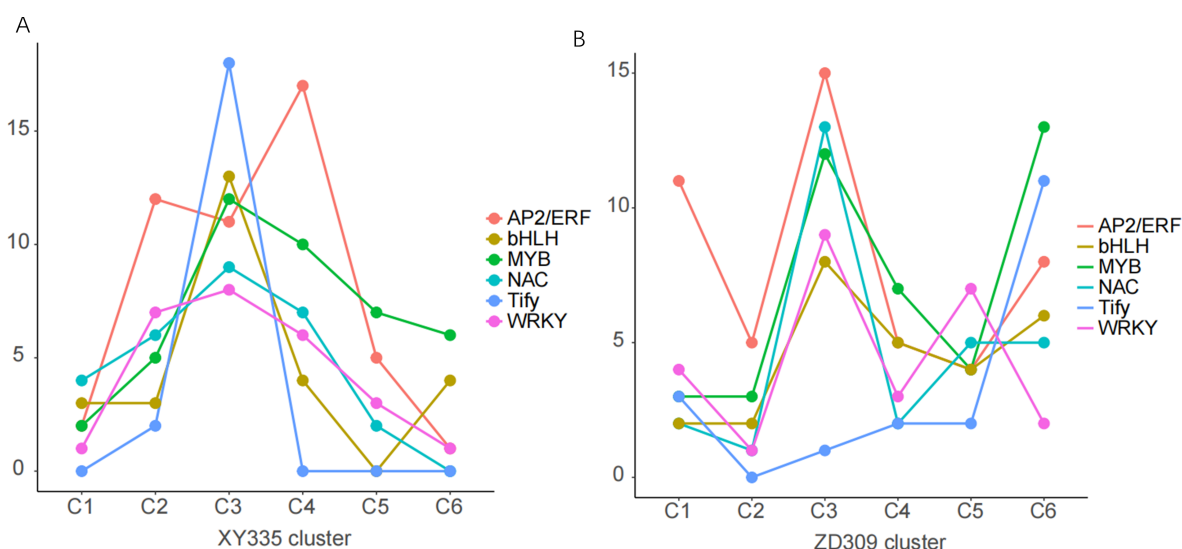 A
15
10
5
0
C1 C2 C3 C4 C5 C6
XY335 cluster
AP2/ERF
bHLH
MYB
NAC
Tify
WRKY
B
15
10
5
0
C1 C2 C3 C4 C5 C6
ZD309 cluster
AP2/ERF
bHLH
MYB
NAC
Tify
WRKY